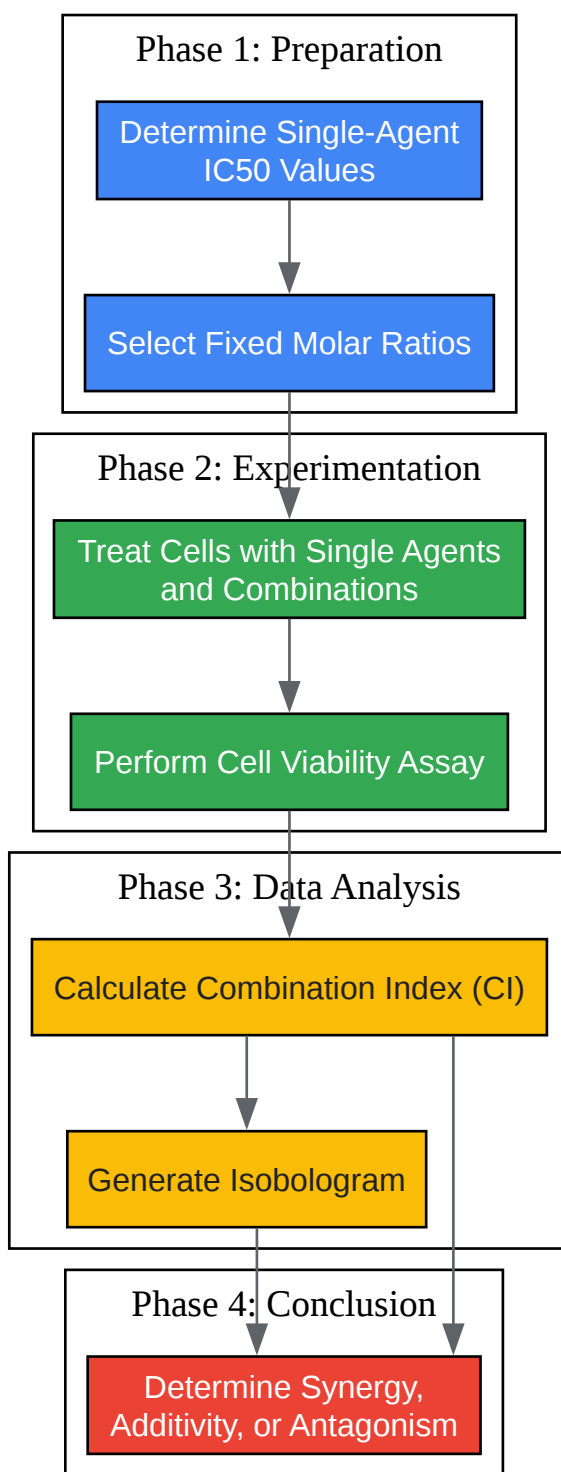 Phase 1: Preparation
Determine Single-Agent
IC50 Values
Select Fixed Molar Ratios
Phase 2: Experimentation
Treat Cells with Single Agents
and Combinations
Perform Cell Viability Assay
Phase 3: Data Analysis
Calculate Combination Index (CI)
Generate Isobologram
Phase 4: Conclusion
Determine Synergy,
Additivity, or Antagonism